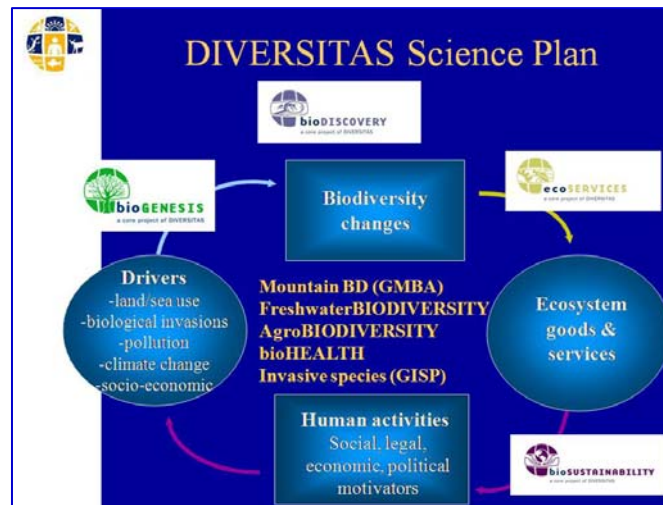 DIVERSITAS Science Plan
bioDISCOVERY
a core project of DIVERSITAS
bioGENESIS
a core project of DIVERSITAS
ecoSERVICES
a core project of DIVERSITAS
Biodiversity
changes
Drivers
-land/sea use
-biological invasions
-pollution
-climate change
-socio-economic
Mountain BD (GMBA)
FreshwaterBIODIVERSITY
AgroBIODIVERSITY
bioHEALTH
Invasive species (GISP)
Ecosystem
goods &
services
Human activities
Social, legal,
economic, political
motivators
bioSUSTAINABILITY
a core project of DIVERSITAS